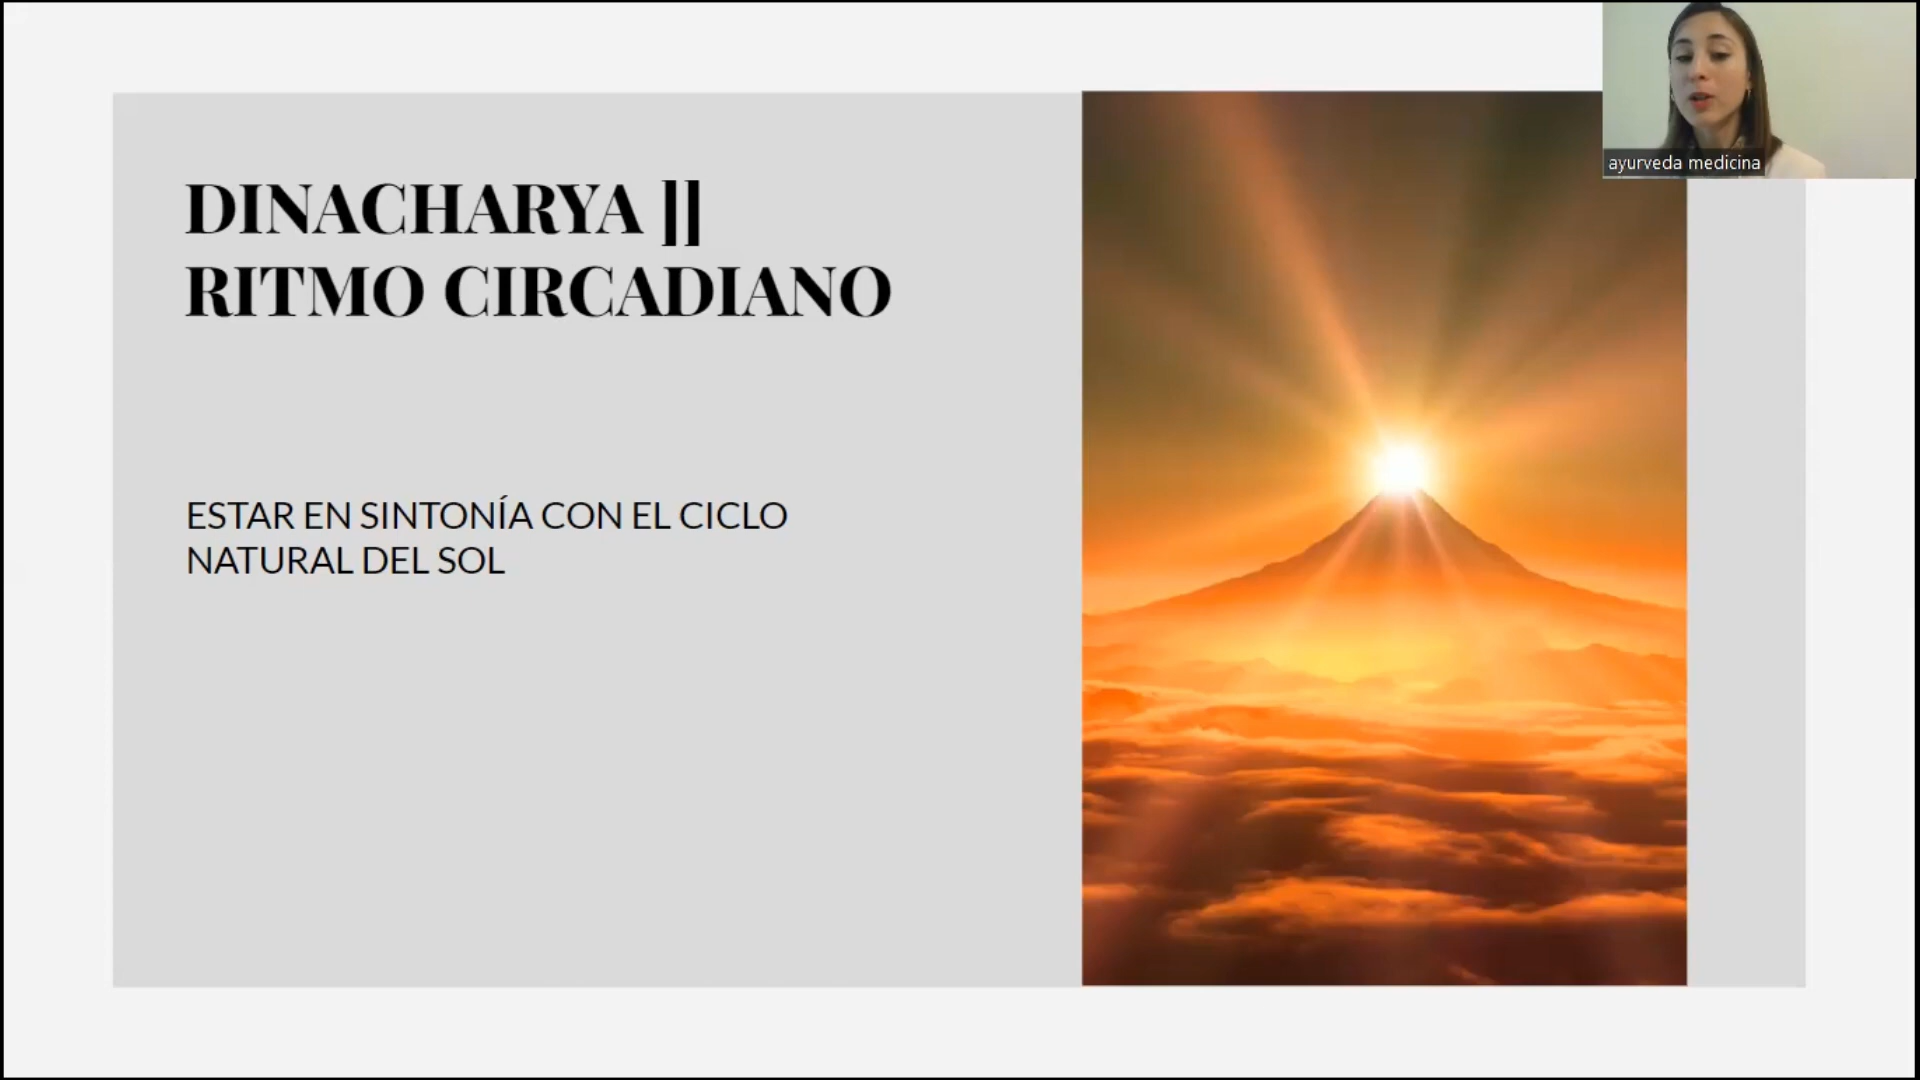 DINACHARYA ||
RITMO CIRCADIANO
ESTAR EN SINTONÍA CON EL CICLO
NATURAL DEL SOL
ayurveda medicina